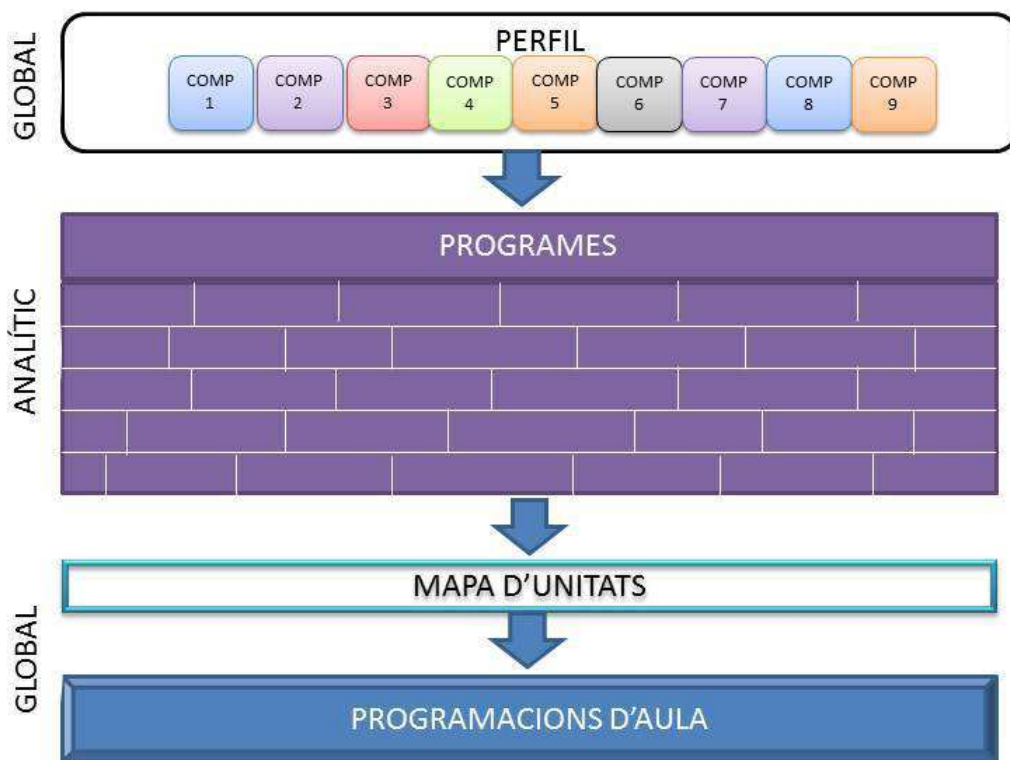 GLOBAL
PERFIL
COMP 1
COMP 2
COMP 3
COMP 4
COMP 5
COMP 6
COMP 7
COMP 8
COMP 9
ANALÍTIC
PROGRAMES
GLOBAL
MAPA D’UNITATS
PROGRAMACIONS D’AULA